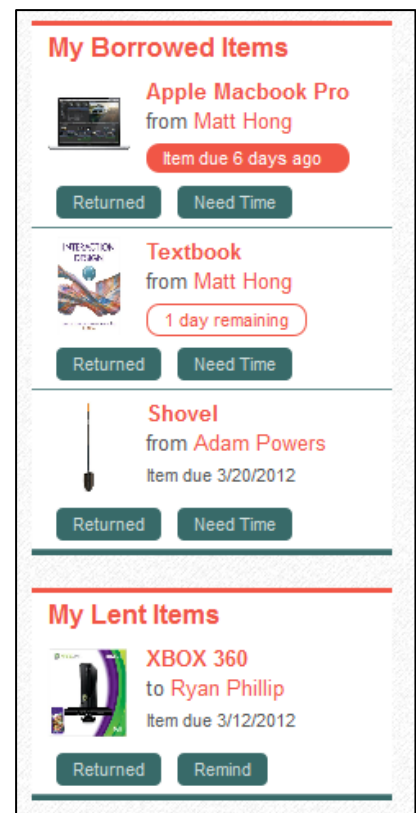 My Borrowed Items
Apple Macbook Pro
from Matt Hong
Item due 6 days ago
Returned
Need Time
INTERACTION
DESIGN
Textbook
from Matt Hong
1 day remaining
Returned
Need Time
Shovel
from Adam Powers
Item due 3/20/2012
Returned
Need Time
My Lent Items
XBOX 360
to Ryan Phillip
Item due 3/12/2012
Returned
Remind